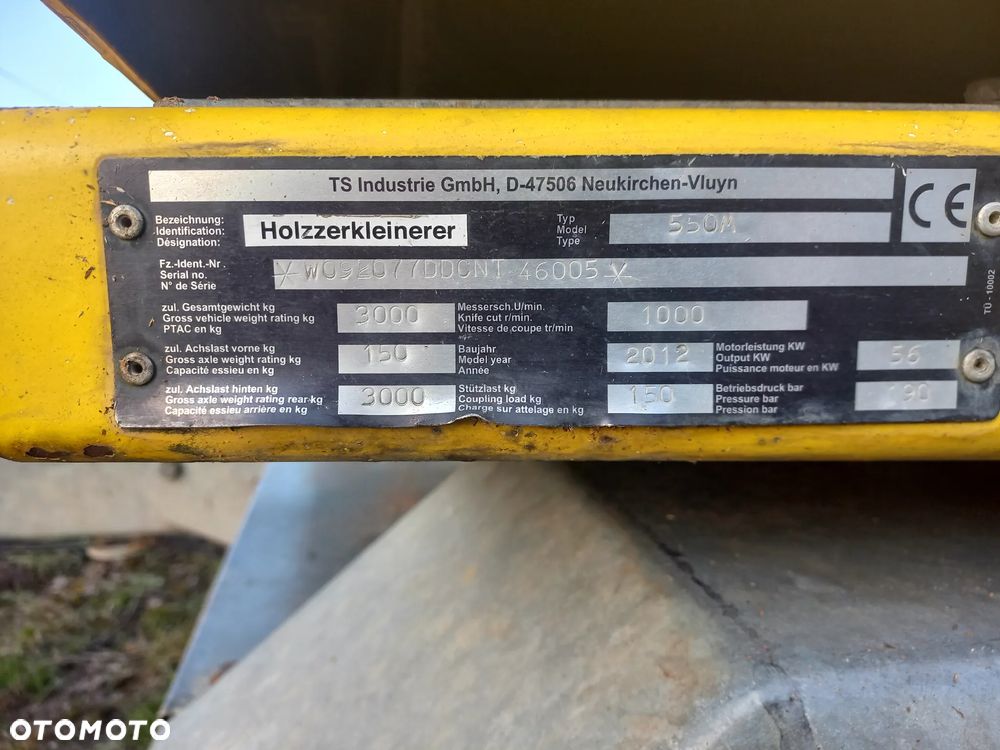 TS Industrie GmbH, D-47506 Neukirchen-Vluyn
CE
Bezeichnung:
Identification:
Désignation:
Holzzerkleinerer
Typ
Model
Type
550M
Fz.-Ident.-Nr.
Serial no.
N° de Série
46005
TÜ - 10002
zul. Gesamtgewicht kg
Gross vehicle weight rating kg
PTAC en kg
3000
Messersch.U/min.
Knife cut r/min.
Vitesse de coupe tr/min
1000
zul. Achslast vorne kg
Gross axle weight rating kg
Capacité essieu en kg
150
Baujahr
Model year
Année
2012
Motorleistung KW
Output KW
Puissance moteur en KW
56
zul. Achslast hinten kg
Gross axle weight rating rear kg
Capacité essieu arrière en kg
3000
Stützlast kg
Coupling load kg
Charge sur attelage en kg
150
Betriebsdruck bar
Pressure bar
Pression bar
190
OTOMOTO